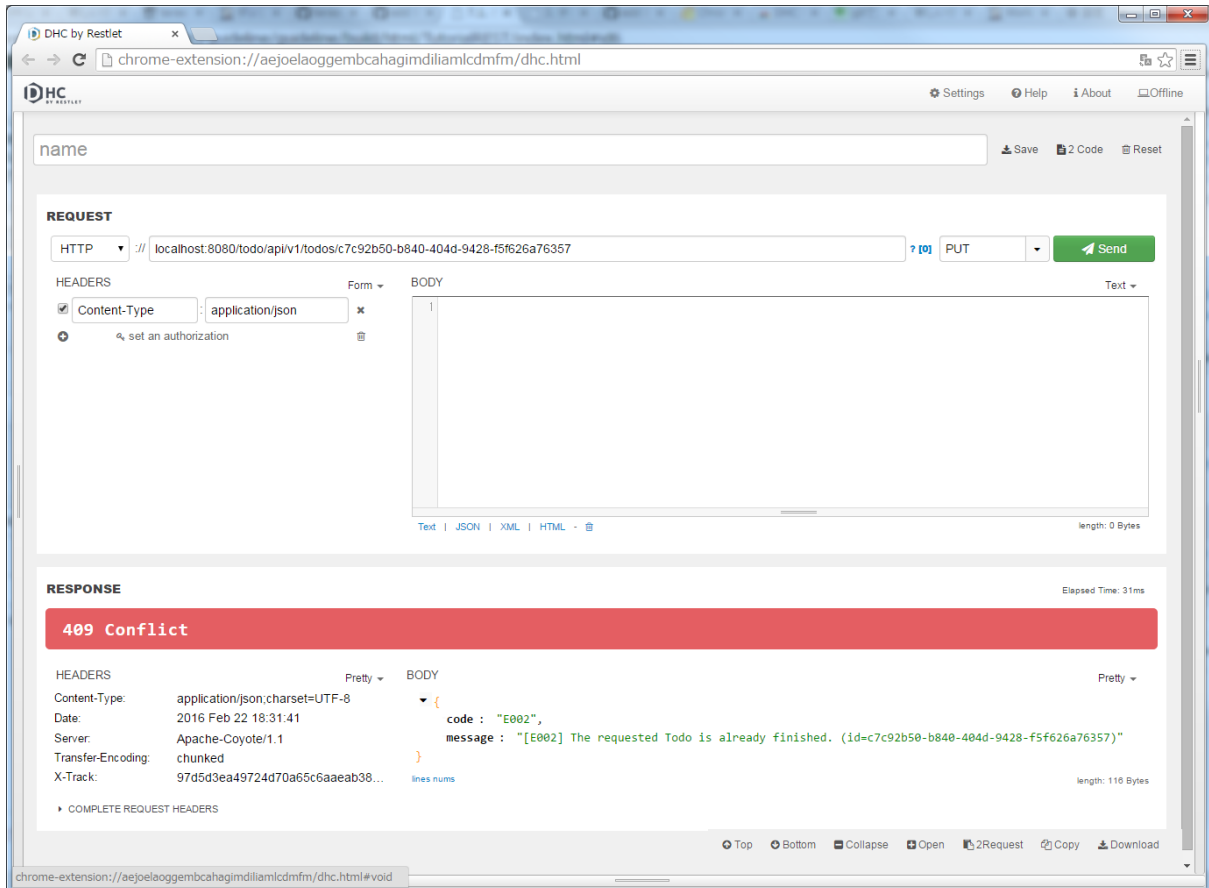 DHC by Restlet
chrome-extension://aejoelaoggembcahagimdiliamlcdmfm/dhc.html
DHC BY RESTLET Settings Help About Offline
name Save 2 Code Reset
REQUEST
HTTP :// localhost:8080/todo/api/v1/todos/c7c92b50-b840-404d-9428-f5f626a76357 ? [0] PUT Send
HEADERS Form BODY Text
Content-Type : application/json 1
set an authorization
Text | JSON | XML | HTML - length: 0 Bytes
RESPONSE Elapsed Time: 31ms
409 Conflict
HEADERS Pretty BODY Pretty
Content-Type: application/json;charset=UTF-8 {
Date: 2016 Feb 22 18:31:41 code : "E002",
Server: Apache-Coyote/1.1 message : "[E002] The requested Todo is already finished. (id=c7c92b50-b840-404d-9428-f5f626a76357)"
Transfer-Encoding: chunked }
X-Track: 97d5d3ea49724d70a65c6aaeab38... lines nums length: 116 Bytes
COMPLETE REQUEST HEADERS
Top Bottom Collapse Open 2Request Copy Download
chrome-extension://aejoelaoggembcahagimdiliamlcdmfm/dhc.html#void